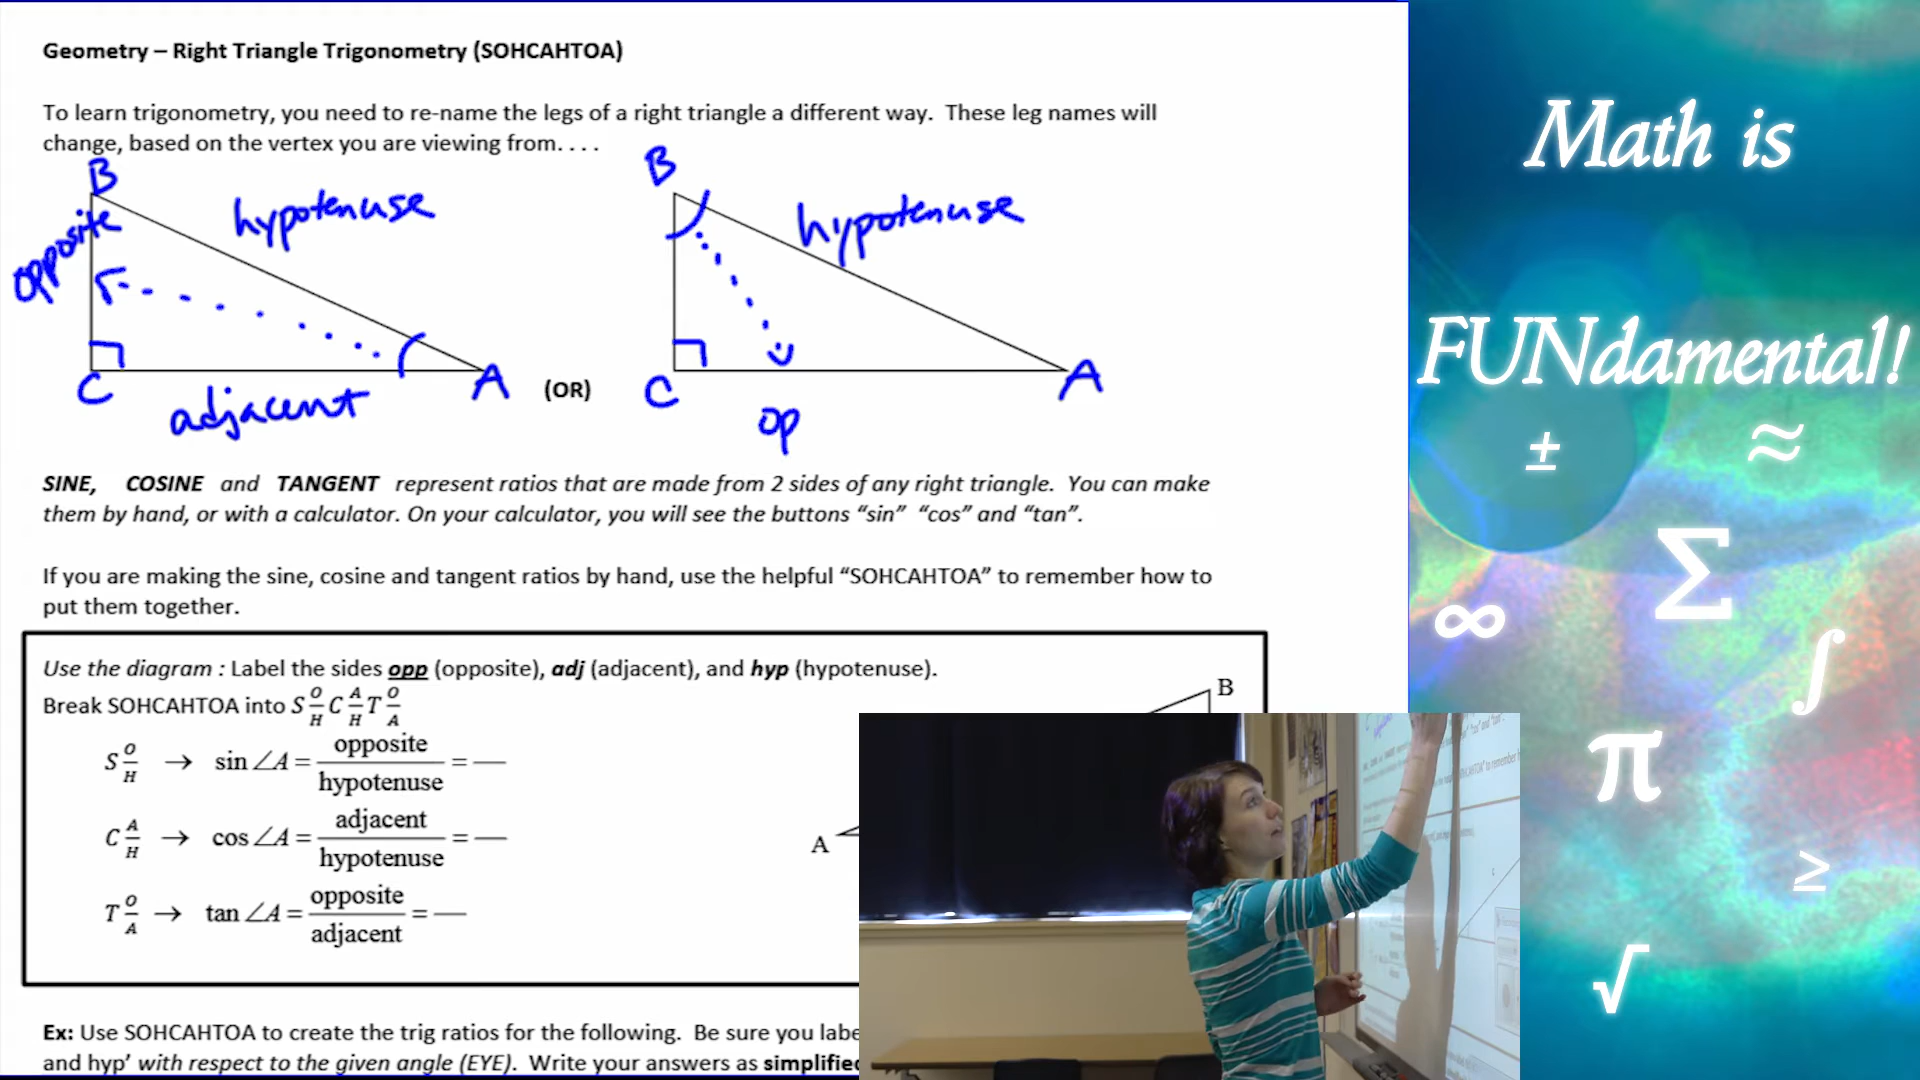 Geometry – Right Triangle Trigonometry (SOHCAHTOA)
To learn trigonometry, you need to re-name the legs of a right triangle a different way. These leg names will
change, based on the vertex you are viewing from. . . .
B
opposite
hypotenuse
C
adjacent
A
(OR)
B
hypotenuse
C
op
A
SINE, COSINE and TANGENT represent ratios that are made from 2 sides of any right triangle. You can make
them by hand, or with a calculator. On your calculator, you will see the buttons “sin” “cos” and “tan”.
If you are making the sine, cosine and tangent ratios by hand, use the helpful “SOHCAHTOA” to remember how to
put them together.
Use the diagram : Label the sides opp (opposite), adj (adjacent), and hyp (hypotenuse).
Break SOHCAHTOA into S O/H C A/H T O/A
S O/H → sin ∠A = opposite/hypotenuse = —
C A/H → cos ∠A = adjacent/hypotenuse = —
T O/A → tan ∠A = opposite/adjacent = —
B
A
Ex: Use SOHCAHTOA to create the trig ratios for the following. Be sure you labe
and hyp’ with respect to the given angle (EYE). Write your answers as simplified
Math is
FUNdamental!
± ≈
Σ
∞
∫
π
≥
√